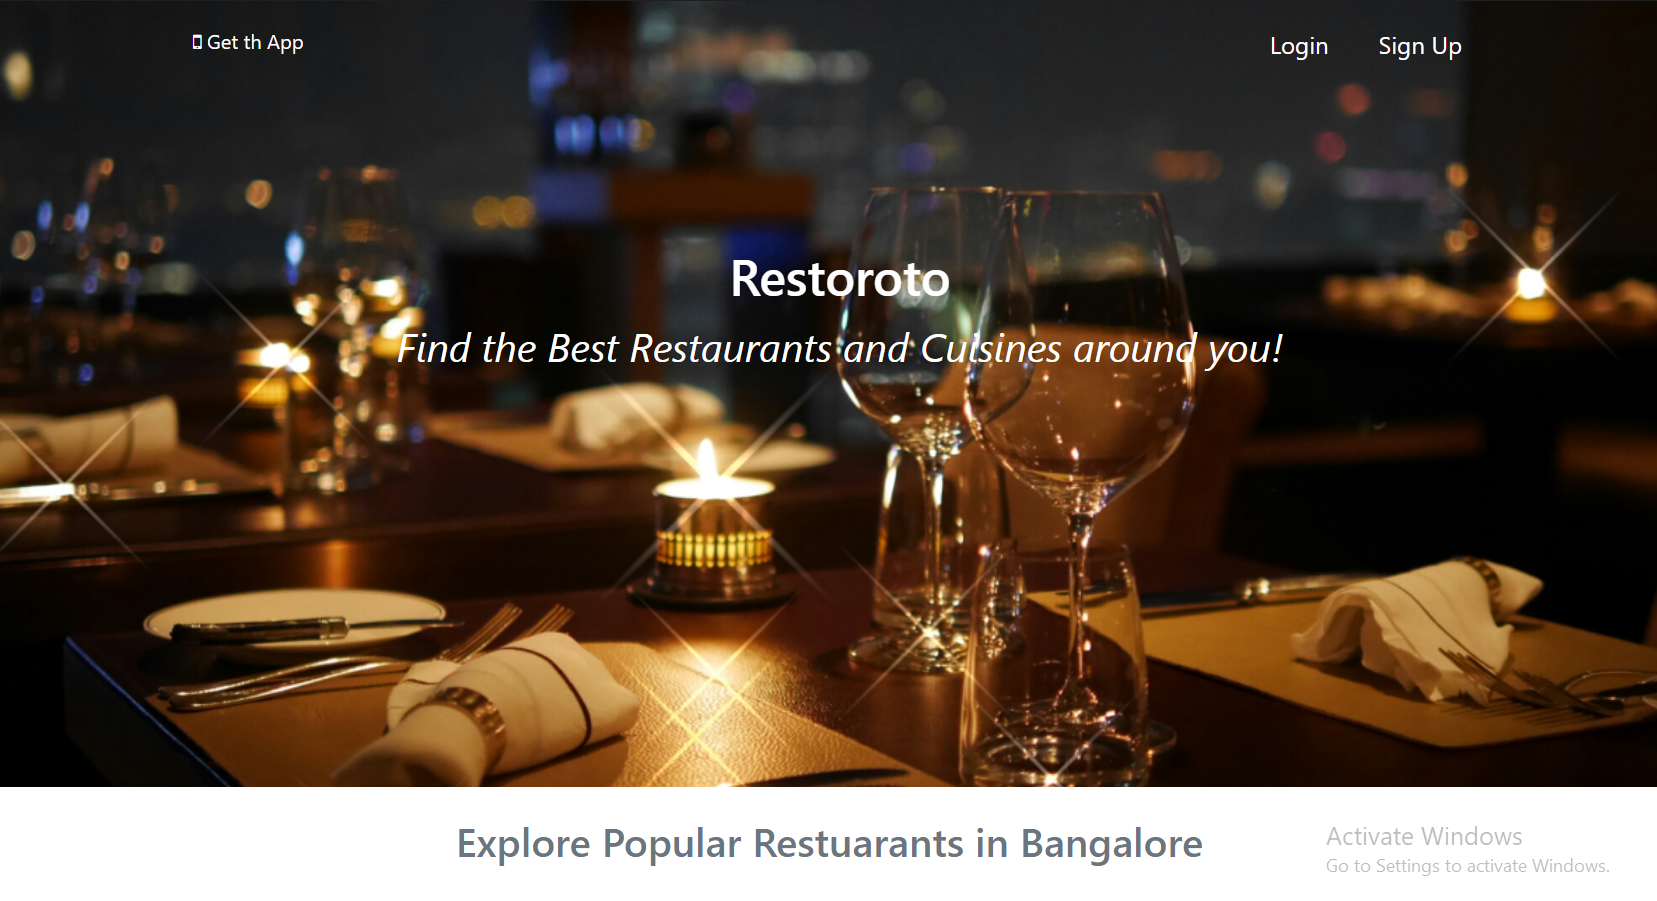 Get th App
Login
Sign Up
Restoroto
Find the Best Restaurants and Cuisines around you!
Explore Popular Restuarants in Bangalore
Activate Windows
Go to Settings to activate Windows.